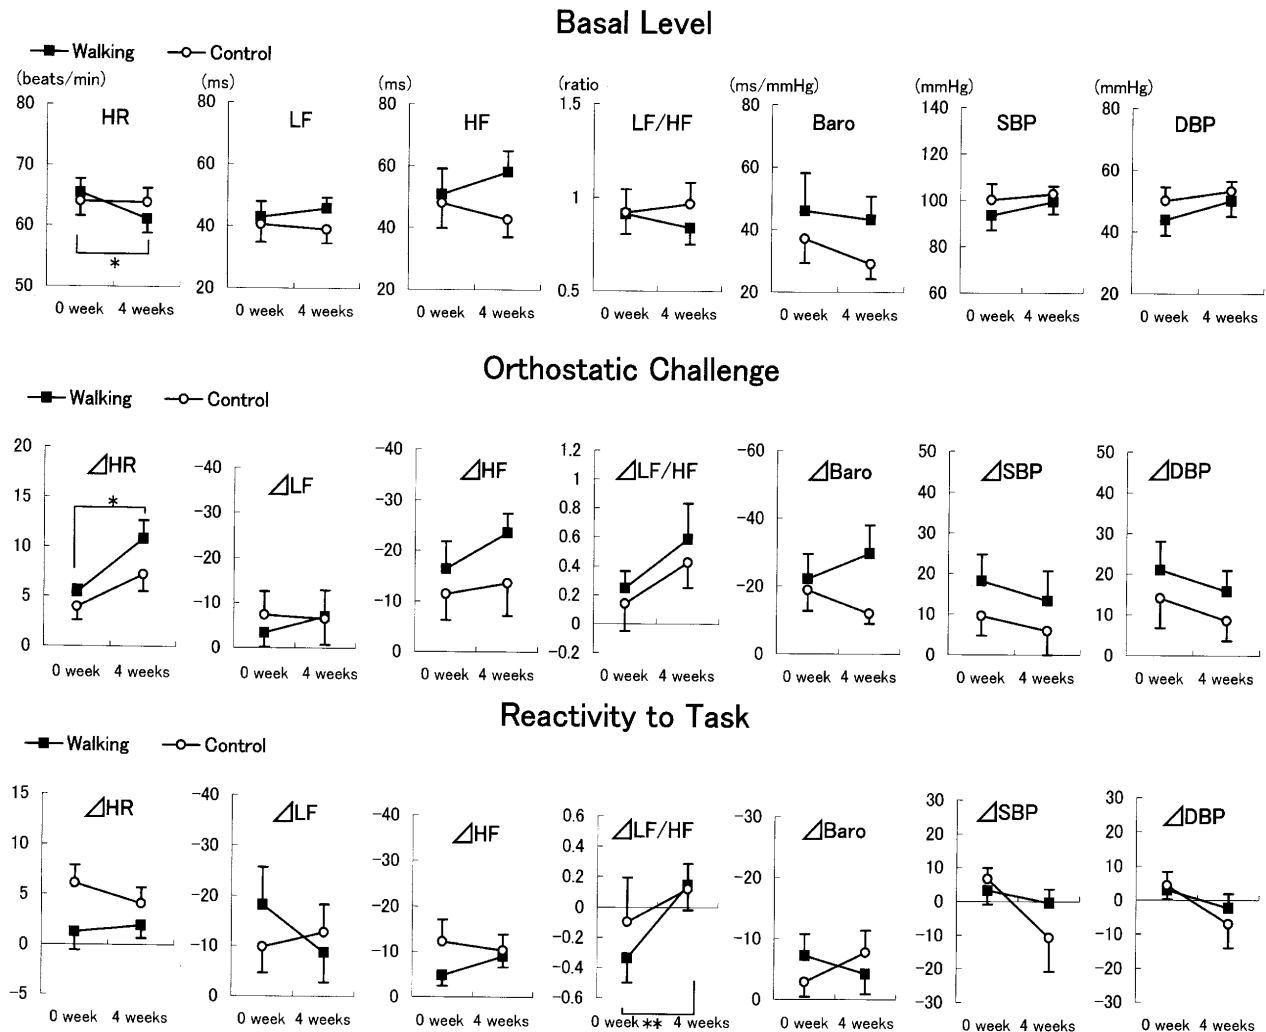 Basal Level
Walking Control
(beats/min) (ms) (ms) (ratio (ms/mmHg) (mmHg) (mmHg)
HR LF HF LF/HF Baro SBP DBP
80 80 80 1.5 80 140 80
70 60 60 1 60 120 60
60 40 40 0.5 40 100 40
50 20 20 20 80 20
60
*
0 week 4 weeks 0 week 4 weeks 0 week 4 weeks 0 week 4 weeks 0 week 4 weeks 0 week 4 weeks 0 week 4 weeks
Orthostatic Challenge
Walking Control
⊿HR ⊿LF ⊿HF ⊿LF/HF ⊿Baro ⊿SBP ⊿DBP
20 -40 -40 1.2 -60 50 50
15 -30 -30 1 -40 40 40
10 -20 -20 0.8 -20 30 30
5 -10 -10 0.6 0 20 20
0 0 0 0.4 10 10
0.2 0 0
0
-0.2
*
0 week 4 weeks 0 week 4 weeks 0 week 4 weeks 0 week 4 weeks 0 week 4 weeks 0 week 4 weeks 0 week 4 weeks
Reactivity to Task
Walking Control
⊿HR ⊿LF ⊿HF ⊿LF/HF ⊿Baro ⊿SBP ⊿DBP
15 -40 -40 0.6 -30 30 30
10 -30 -30 0.4 -20 20 20
5 -20 -20 0.2 -10 10 10
0 -10 -10 0 0 0 0
-5 0 0 -0.2 -10 -10
-0.4 -20 -20
-0.6 -30 -30
0 week 4 weeks 0 week 4 weeks 0 week 4 weeks 0 week ** 4 weeks 0 week 4 weeks 0 week 4 weeks 0 week 4 weeks